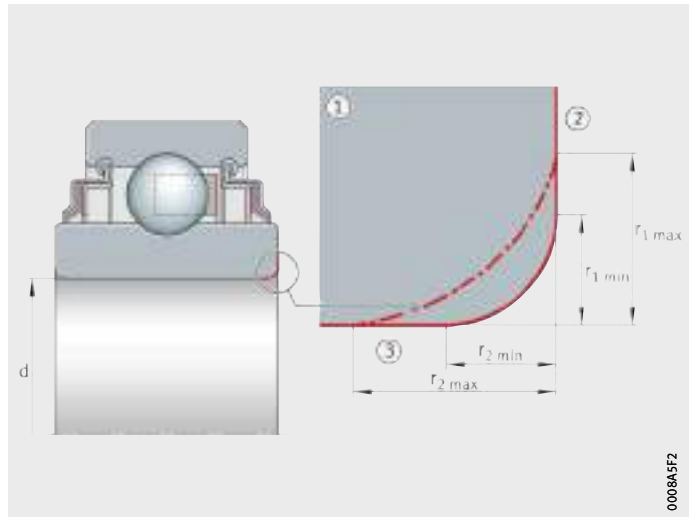 ①
②
r1 max
r1 min
③
r2 min
r2 max
d
0008A5F2